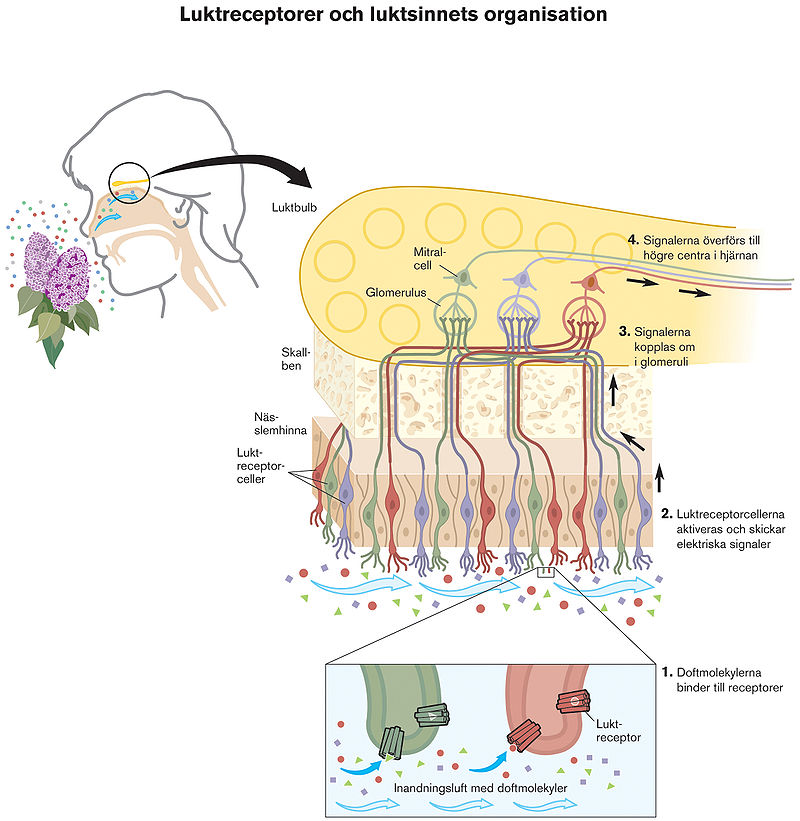 Luktreceptorer och luktsinnets organisation
Luktbulb
4. Signalerna överförs till
högre centra i hjärnan
Mitral-
cell
Glomerulus
3. Signalerna
kopplas om
i glomeruli
Skall-
ben
Näs-
slemhinna
Lukt-
receptor-
celler
2. Luktreceptorcellerna
aktiveras och skickar
elektriska signaler
1. Doftmolekylerna
binder till receptorer
Lukt-
receptor
Inandningsluft med doftmolekyler